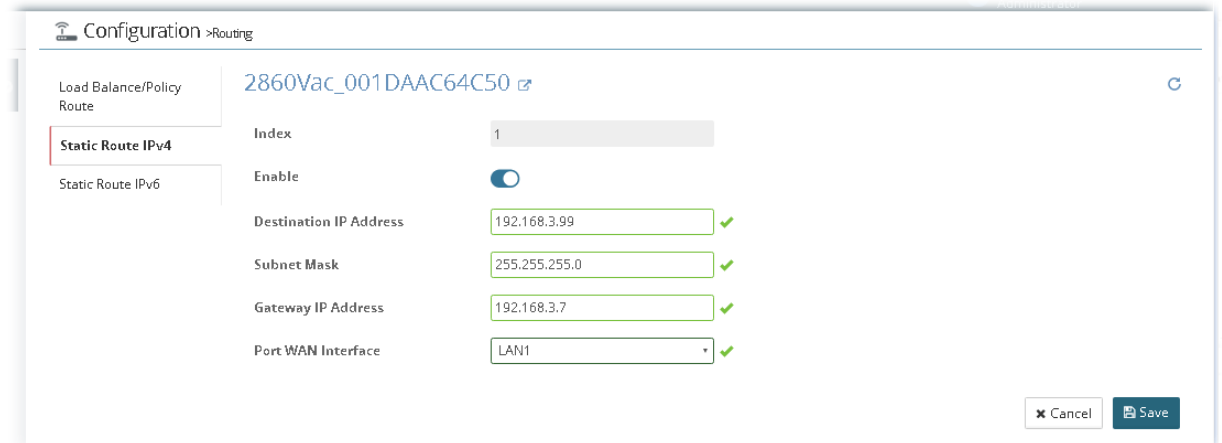 Administrator
Configuration >Routing
Load Balance/Policy
Route
Static Route IPv4
Static Route IPv6
2860Vac_001DAAC64C50
Index 1
Enable
Destination IP Address 192.168.3.99
Subnet Mask 255.255.255.0
Gateway IP Address 192.168.3.7
Port WAN Interface LAN1
Cancel Save